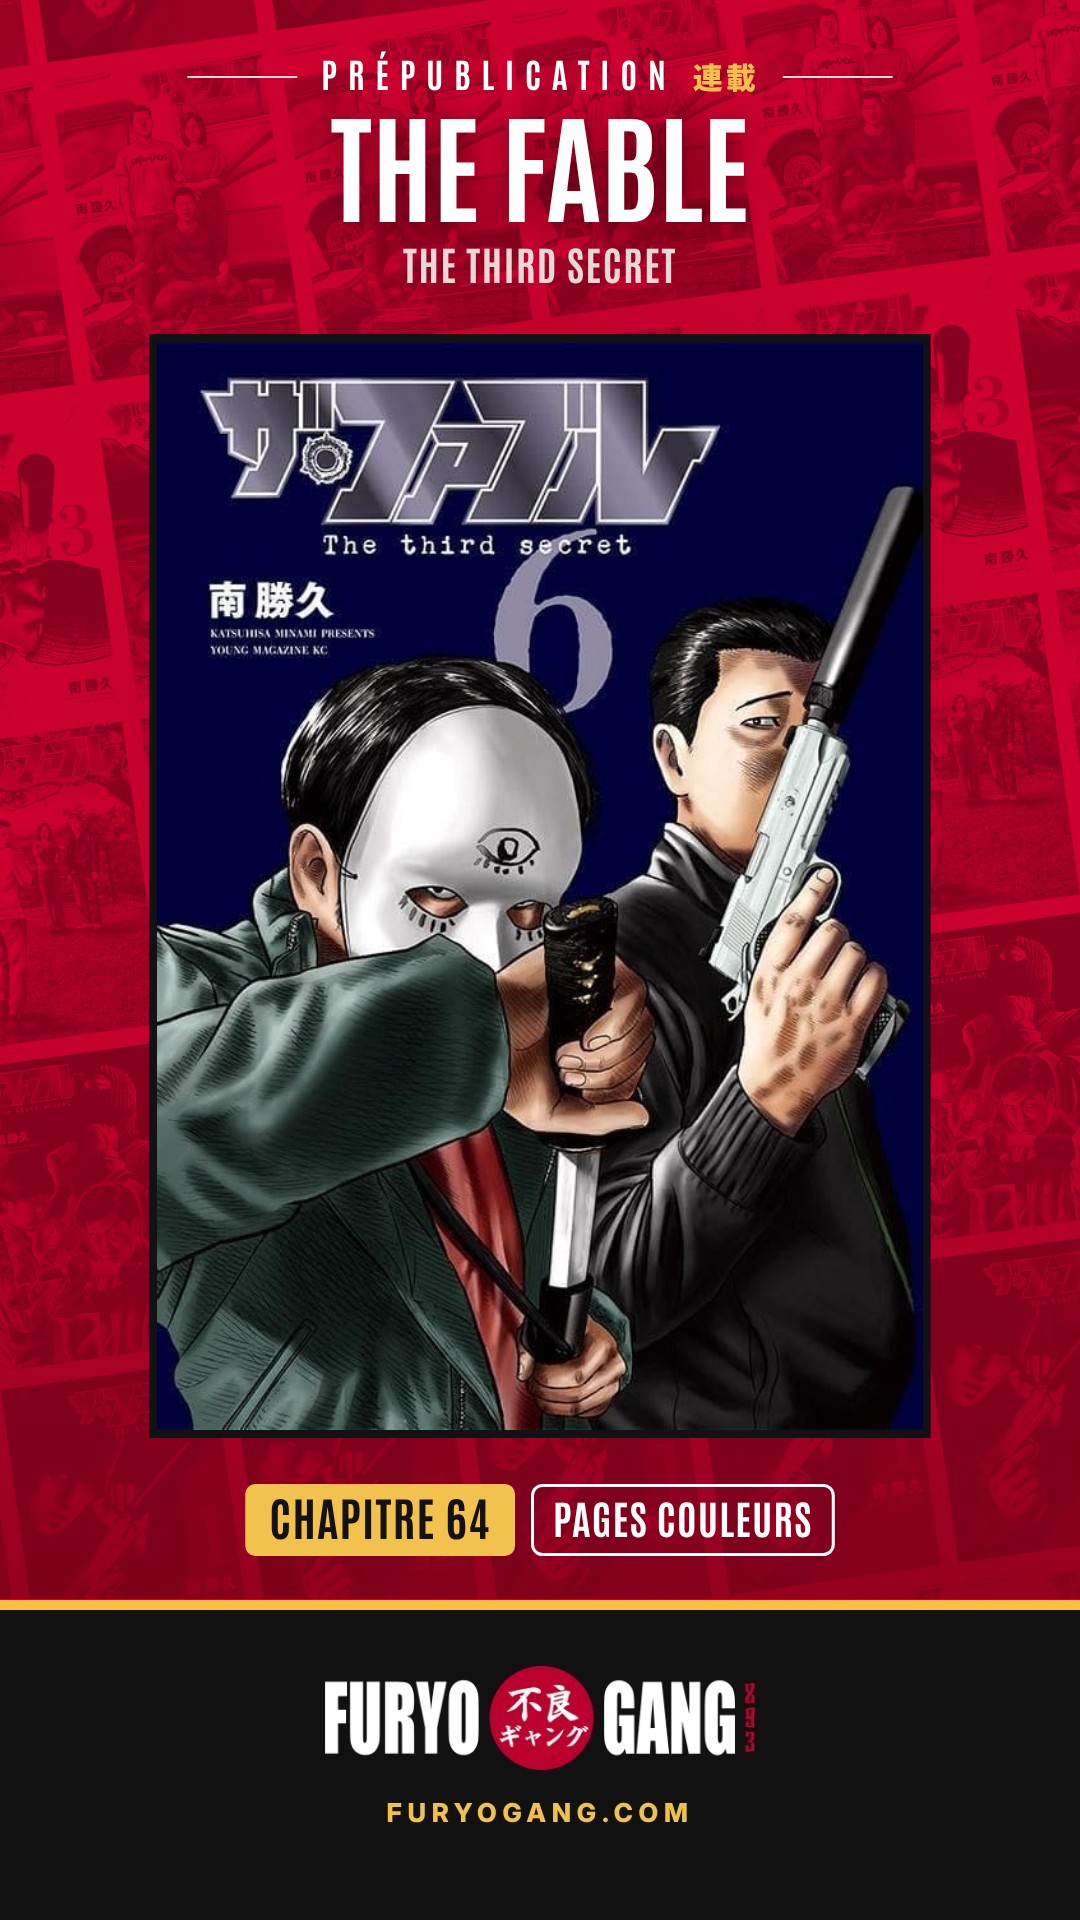 PRÉPUBLICATION 連載
THE FABLE
THE THIRD SECRET
ザ・ファブル
The third secret
6
南 勝久
KATSUHISA MINAMI PRESENTS
YOUNG MAGAZINE KC
CHAPITRE 64
PAGES COULEURS
FURYO 不良ギャング GANG 893
FURYOGANG.COM